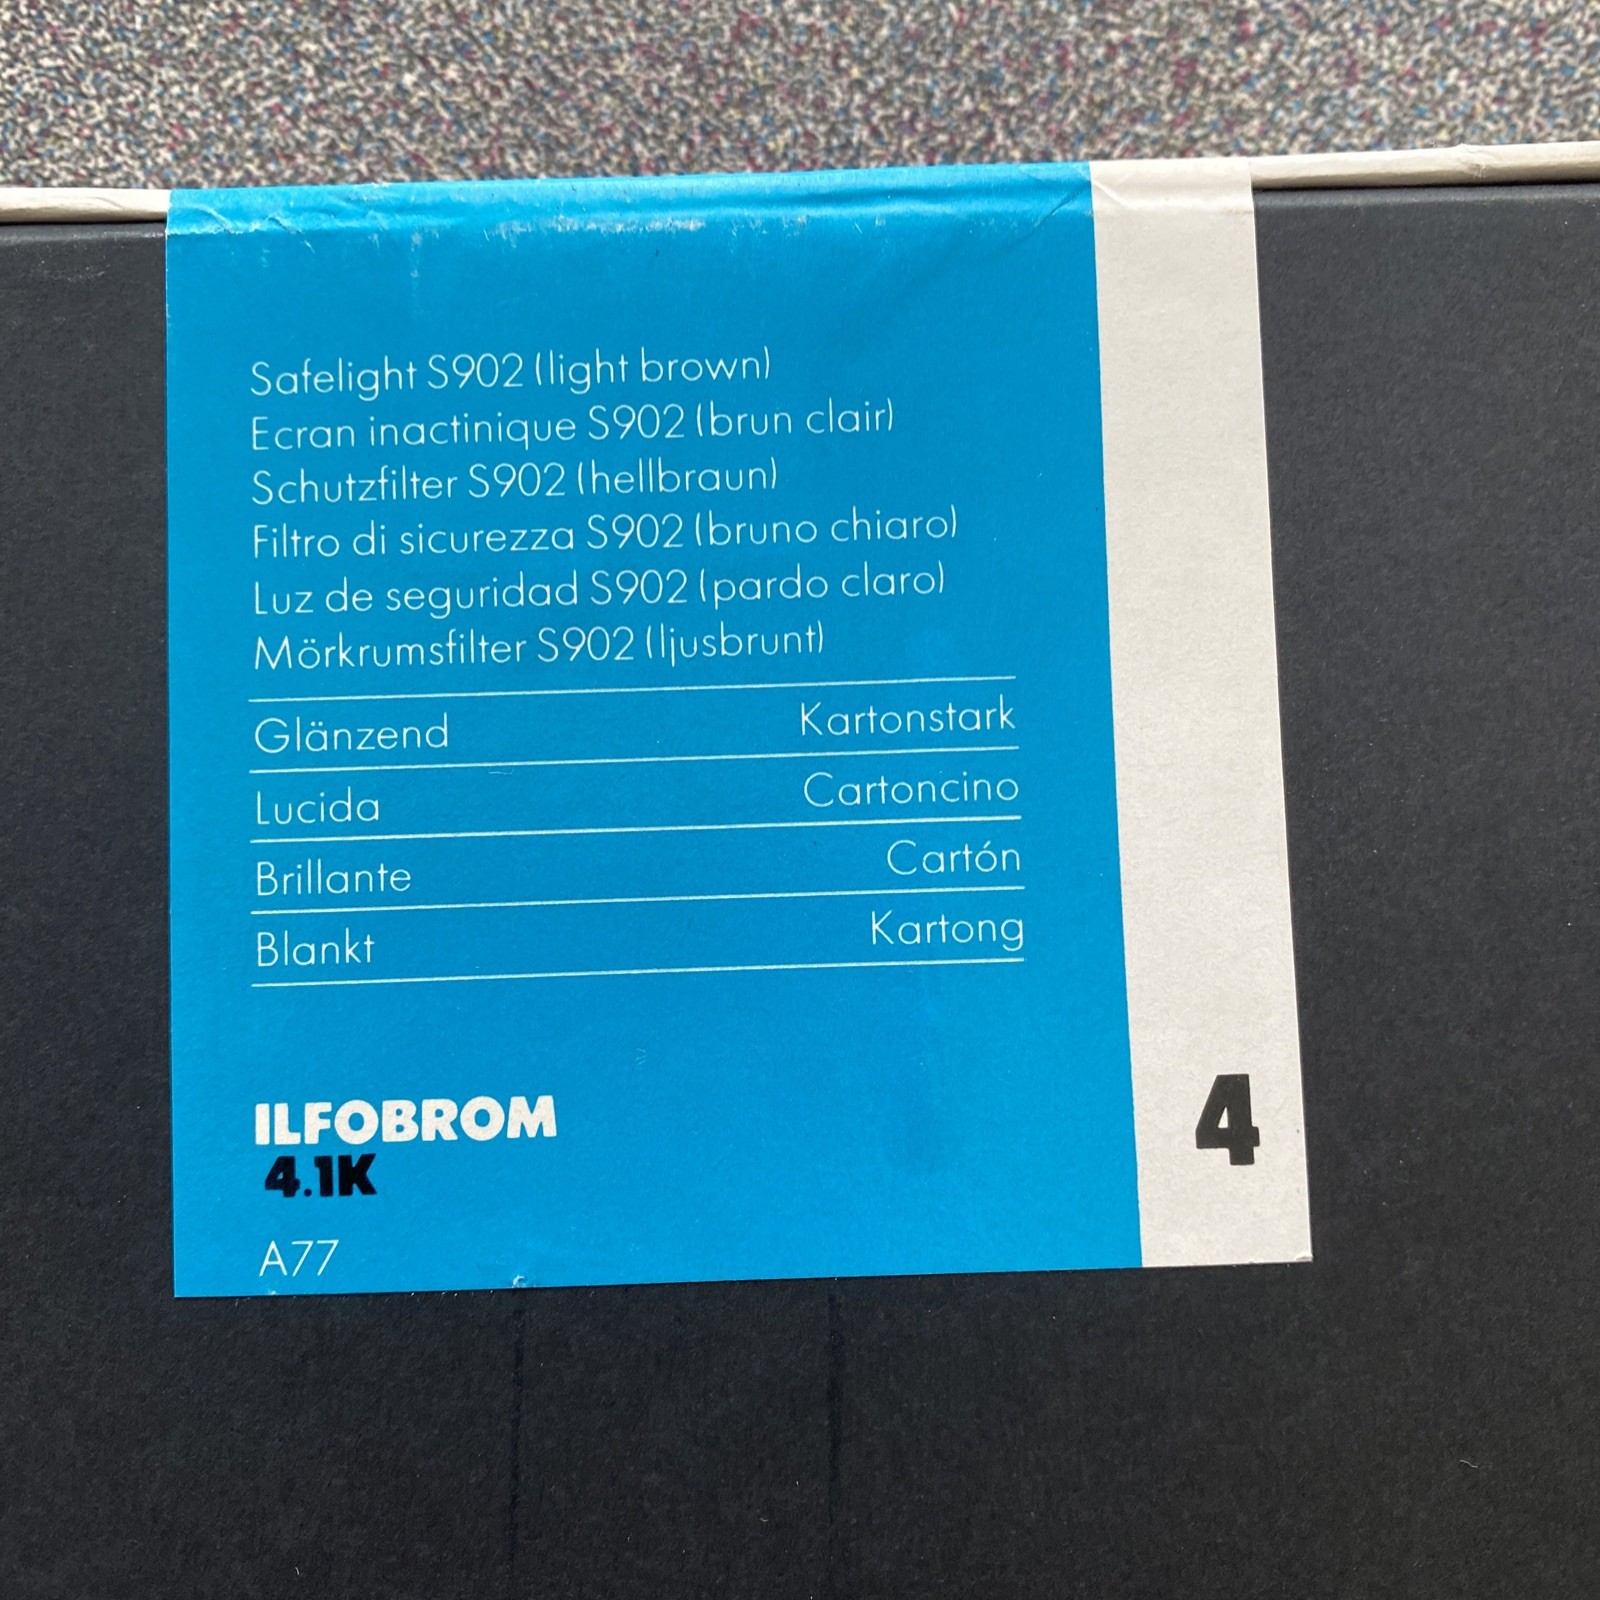 Safelight S902 (light brown)
Ecran inactinique S902 (brun clair)
Schutzfilter S902 (hellbraun)
Filtro di sicurezza S902 (bruno chiaro)
Luz de seguridad S902 (pardo claro)
Mörkrumsfilter S902 (ljusbrunt)
Glänzend Kartonstark
Lucida Cartoncino
Brillante Cartón
Blankt Kartong
ILFOBROM
4.1K
4
A77